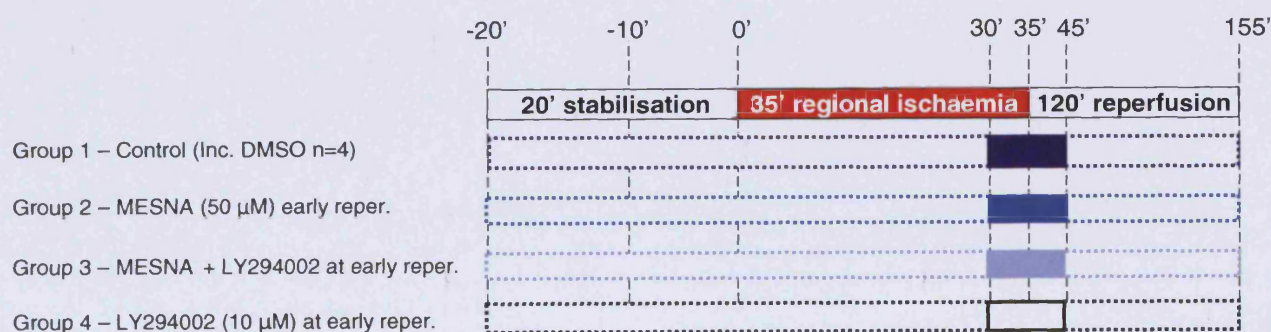 -20’ -10’ 0’ 30’ 35’ 45’ 155’
20’ stabilisation 35’ regional ischaemia 120’ reperfusion
Group 1 – Control (Inc. DMSO n=4)
Group 2 – MESNA (50 µM) early reper.
Group 3 – MESNA + LY294002 at early reper.
Group 4 – LY294002 (10 µM) at early reper.